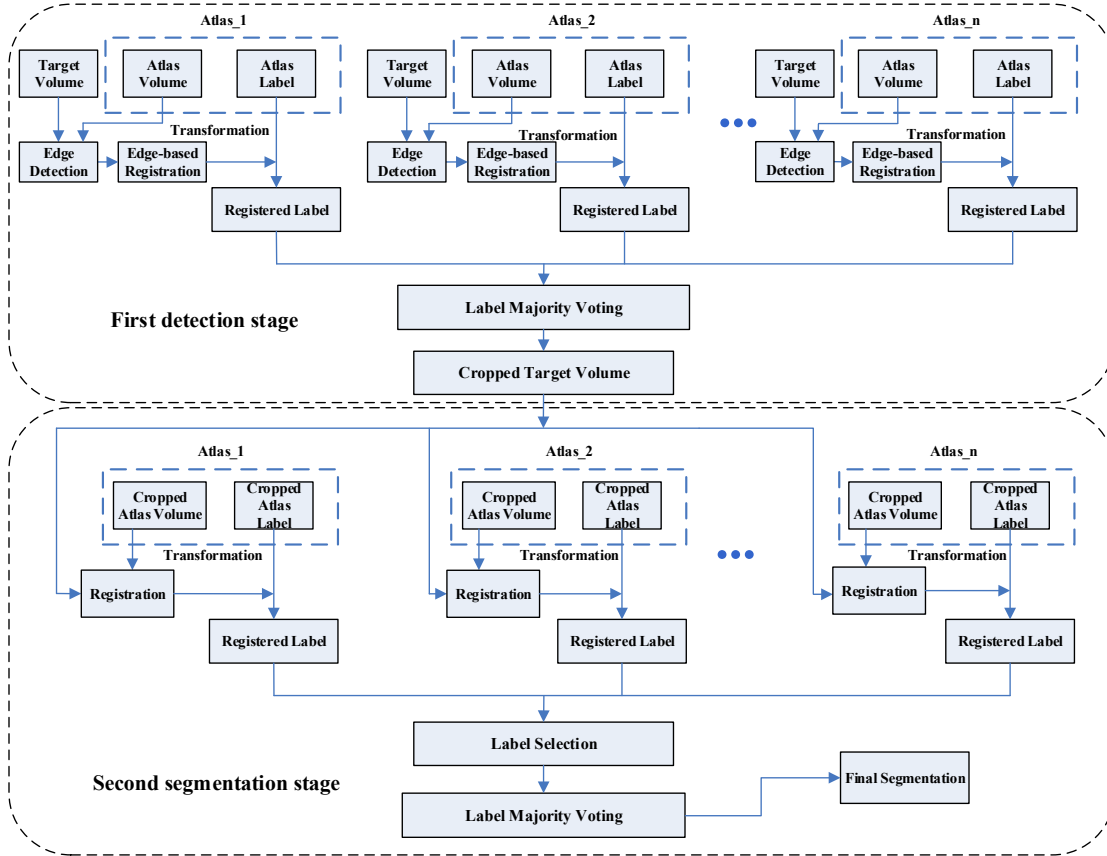 Atlas_1
Atlas_2
Atlas_n
Target
Volume
Atlas
Volume
Atlas
Label
Target
Volume
Atlas
Volume
Atlas
Label
Target
Volume
Atlas
Volume
Atlas
Label
Transformation
Transformation
Transformation
Edge
Detection
Edge-based
Registration
Edge
Detection
Edge-based
Registration
Edge
Detection
Edge-based
Registration
Registered Label
Registered Label
Registered Label
Label Majority Voting
First detection stage
Cropped Target Volume
Atlas_1
Atlas_2
Atlas_n
Cropped
Atlas Volume
Cropped
Atlas
Label
Cropped
Atlas Volume
Cropped
Atlas
Label
Cropped
Atlas Volume
Cropped
Atlas
Label
Transformation
Transformation
Transformation
Registration
Registration
Registration
Registered Label
Registered Label
Registered Label
Label Selection
Second segmentation stage
Final Segmentation
Label Majority Voting